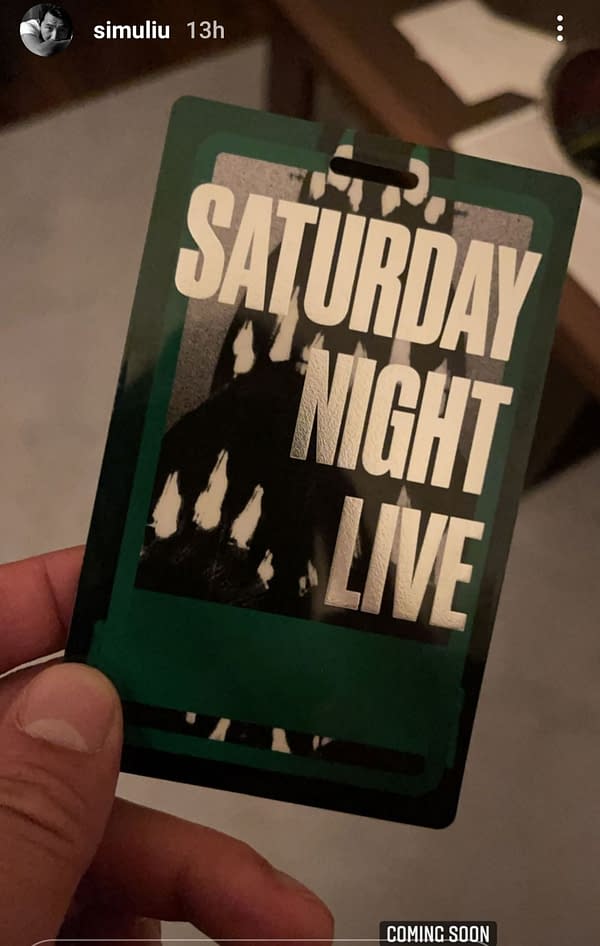 simuliu 13h
SATURDAY
NIGHT
LIVE
COMING SOON